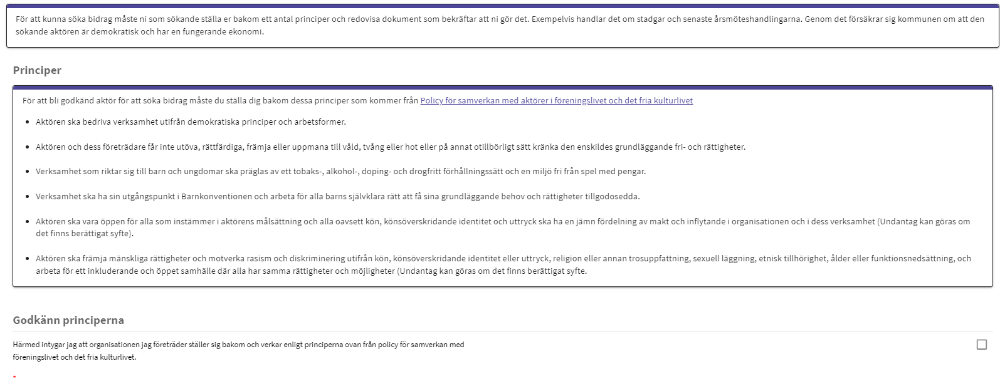 För att kunna söka bidrag måste ni som sökande ställa er bakom ett antal principer och redovisa dokument som bekräftar att ni gör det. Exempelvis handlar det om stadgar och senaste årsmöteshandlingarna. Genom det försäkrar sig kommunen om att den
sökande aktören är demokratisk och har en fungerande ekonomi.
Principer
För att bli godkänd aktör för att söka bidrag måste du ställa dig bakom dessa principer som kommer från Policy för samverkan med aktörer i föreningslivet och det fria kulturlivet
• Aktören ska bedriva verksamhet utifrån demokratiska principer och arbetsformer.
• Aktören och dess företrädare får inte utöva, rättfärdiga, främja eller uppmana till våld, tvång eller hot eller på annat otillbörligt sätt kränka den enskildes grundläggande fri- och rättigheter.
• Verksamhet som riktar sig till barn och ungdomar ska präglas av ett tobaks-, alkohol-, doping- och drogfritt förhållningssätt och en miljö fri från spel med pengar.
• Verksamhet ska ha sin utgångspunkt i Barnkonventionen och arbeta för alla barns självklara rätt att få sina grundläggande behov och rättigheter tillgodosedda.
• Aktören ska vara öppen för alla som instämmer i aktörens målsättning och alla oavsett kön, könsöverskridande identitet och uttryck ska ha en jämn fördelning av makt och inflytande i organisationen och i dess verksamhet (Undantag kan göras om
det finns berättigat syfte).
• Aktören ska främja mänskliga rättigheter och motverka rasism och diskriminering utifrån kön, könsöverskridande identitet eller uttryck, religion eller annan trosuppfattning, sexuell läggning, etnisk tillhörighet, ålder eller funktionsnedsättning, och
arbeta för ett inkluderande och öppet samhälle där alla har samma rättigheter och möjligheter (Undantag kan göras om det finns berättigat syfte.
Godkänn principerna
Härmed intygar jag att organisationen jag företräder ställer sig bakom och verkar enligt principerna ovan från policy för samverkan med
föreningslivet och det fria kulturlivet.
*